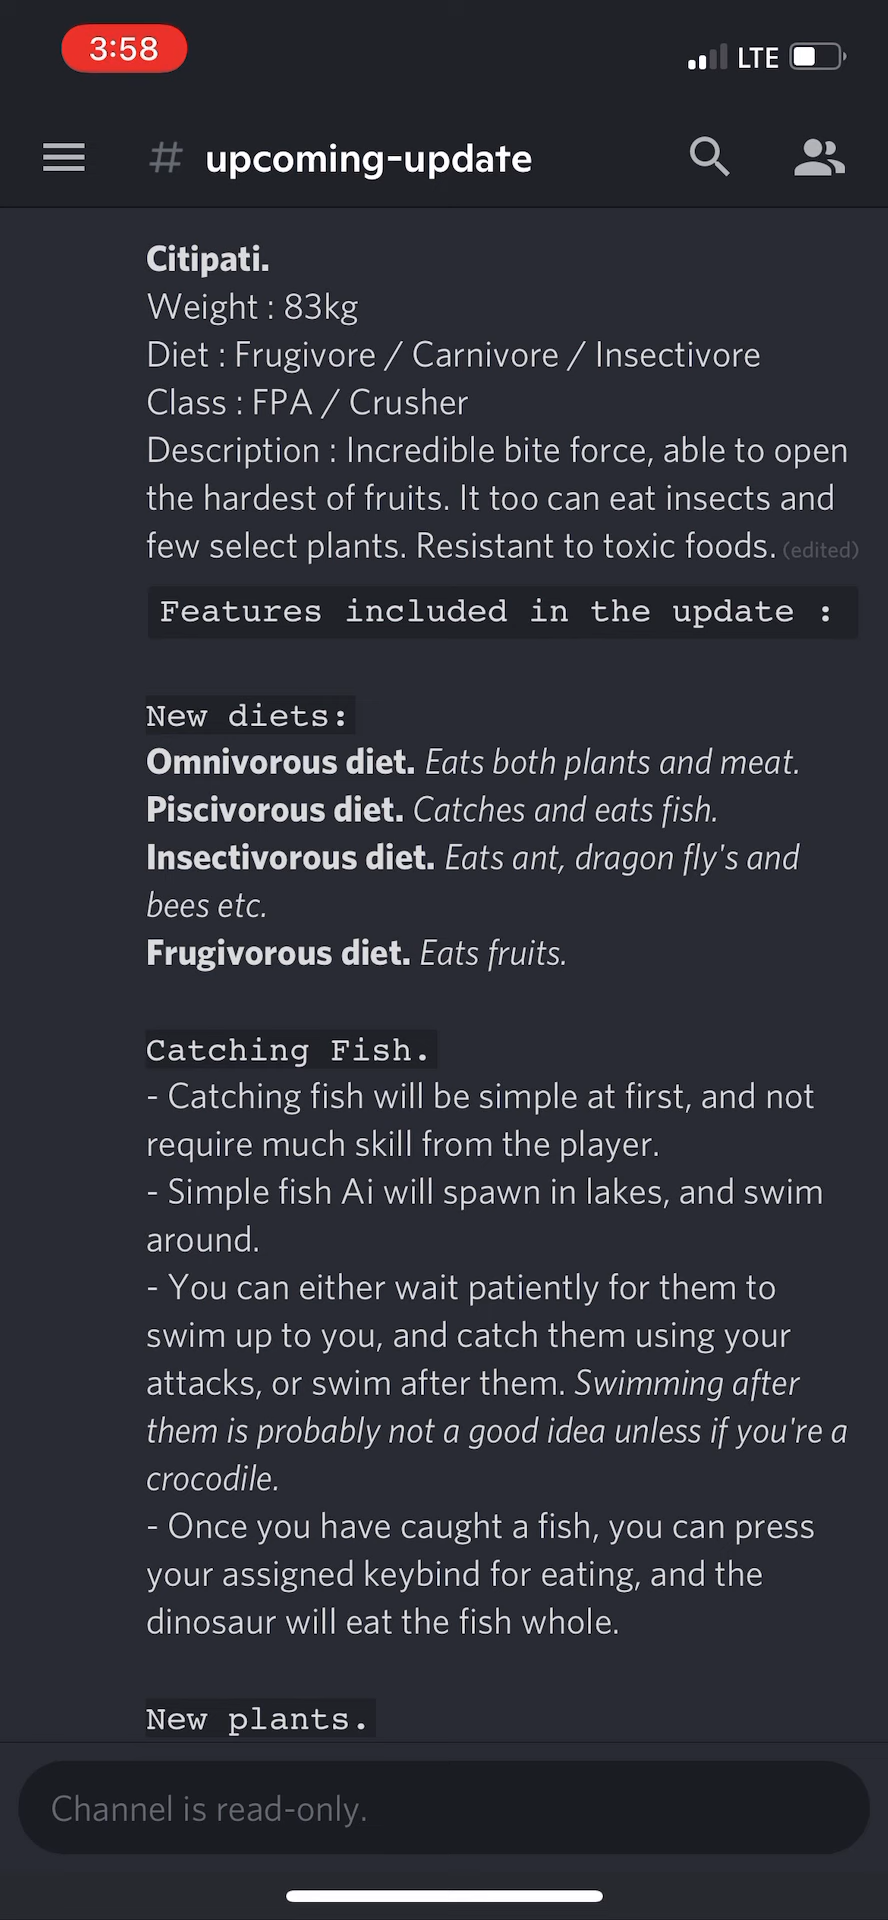 3:58
LTE
# upcoming-update
Citipati.
Weight : 83kg
Diet : Frugivore / Carnivore / Insectivore
Class : FPA / Crusher
Description : Incredible bite force, able to open
the hardest of fruits. It too can eat insects and
few select plants. Resistant to toxic foods. (edited)
Features included in the update :
New diets:
Omnivorous diet. Eats both plants and meat.
Piscivorous diet. Catches and eats fish.
Insectivorous diet. Eats ant, dragon fly's and
bees etc.
Frugivorous diet. Eats fruits.
Catching Fish.
- Catching fish will be simple at first, and not
require much skill from the player.
- Simple fish Ai will spawn in lakes, and swim
around.
- You can either wait patiently for them to
swim up to you, and catch them using your
attacks, or swim after them. Swimming after
them is probably not a good idea unless if you're a
crocodile.
- Once you have caught a fish, you can press
your assigned keybind for eating, and the
dinosaur will eat the fish whole.
New plants.
Channel is read-only.